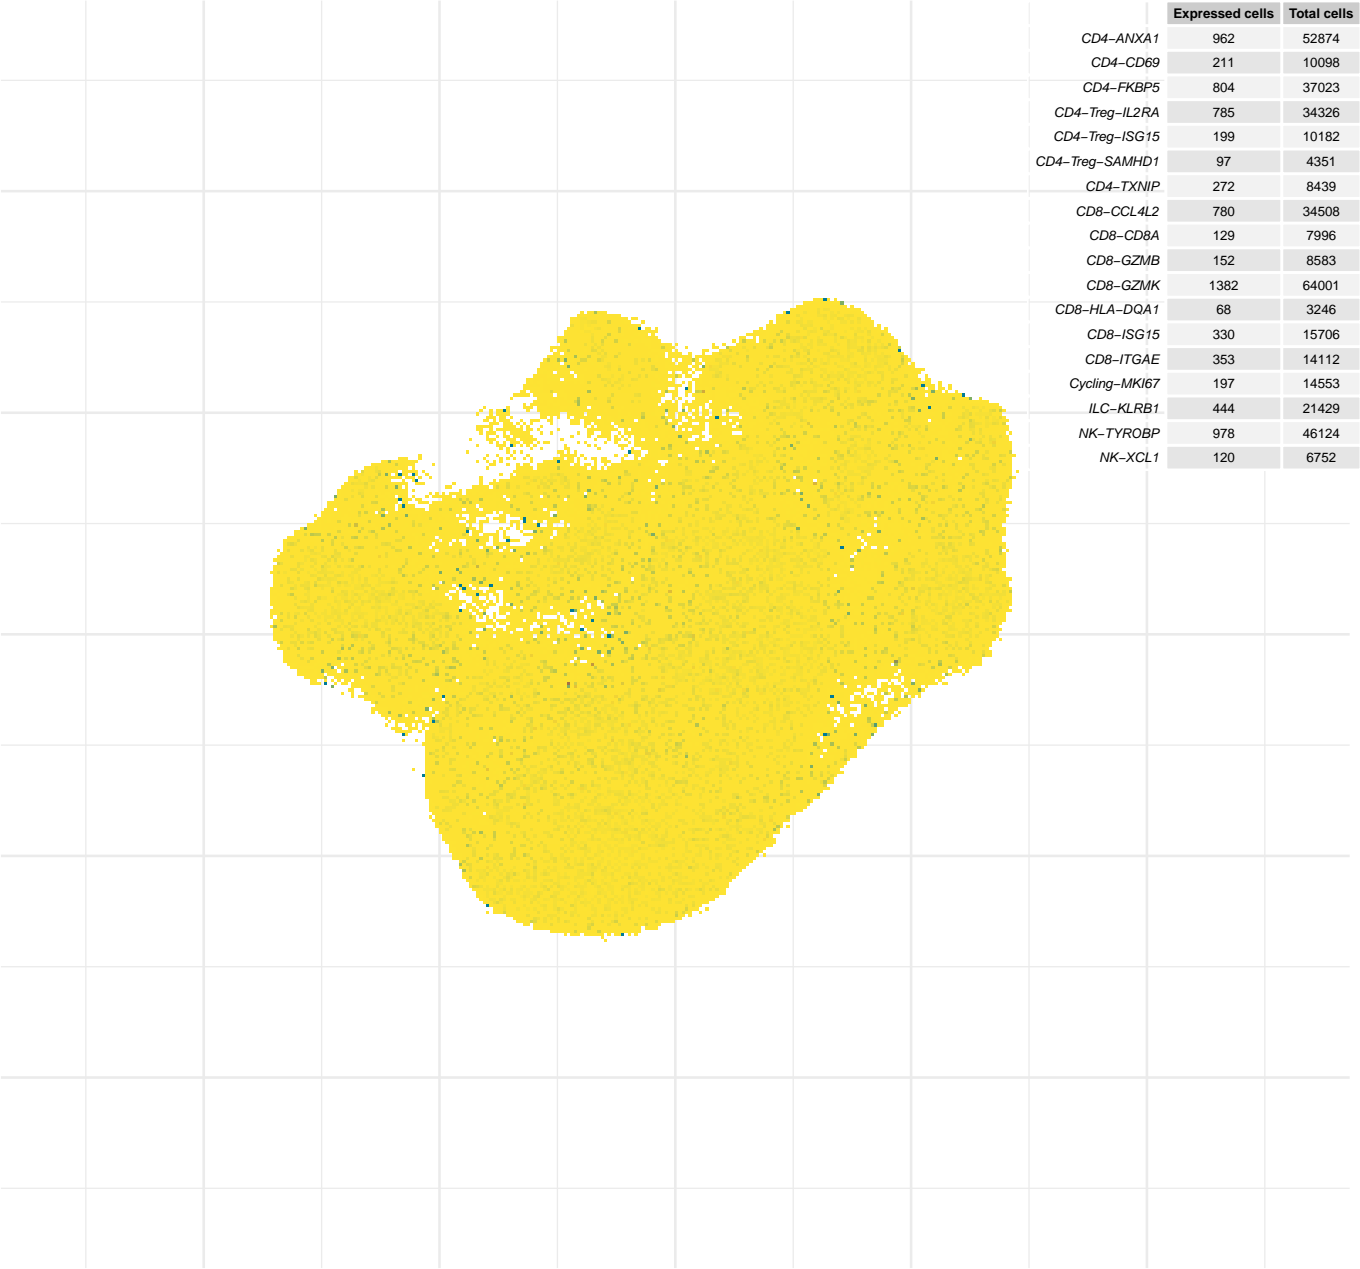 Expressed cells Total cells
CD4−ANXA1 962 52874
CD4−CD69 211 10098
CD4−FKBP5 804 37023
CD4−Treg−IL2RA 785 34326
CD4−Treg−ISG15 199 10182
CD4−Treg−SAMHD1 97 4351
CD4−TXNIP 272 8439
CD8−CCL4L2 780 34508
CD8−CD8A 129 7996
CD8−GZMB 152 8583
CD8−GZMK 1382 64001
CD8−HLA−DQA1 68 3246
CD8−ISG15 330 15706
CD8−ITGAE 353 14112
Cycling−MKI67 197 14553
ILC−KLRB1 444 21429
NK−TYROBP 978 46124
NK−XCL1 120 6752